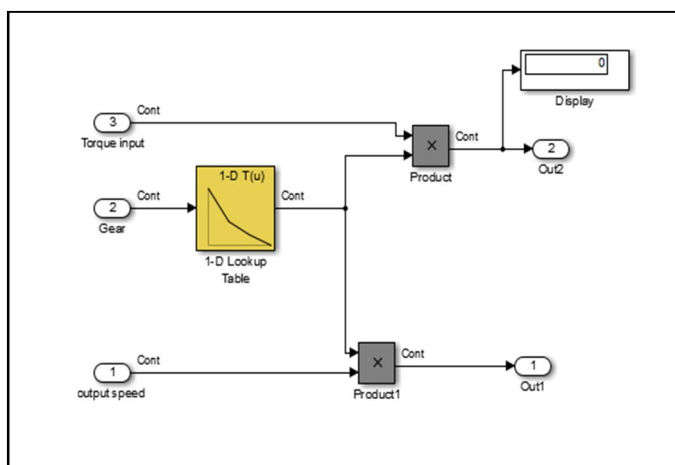 0
Display
Cont
3
Torque input
Cont
×
Product
2
Out2
1-D T(u)
Cont
2
Gear
Cont
1-D Lookup
Table
Cont
1
output speed
×
Product1
Cont
1
Out1